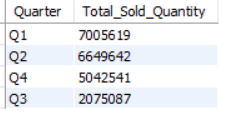 Quarter Total_Sold_Quantity
Q1 7005619
Q2 6649642
Q4 5042541
Q3 2075087